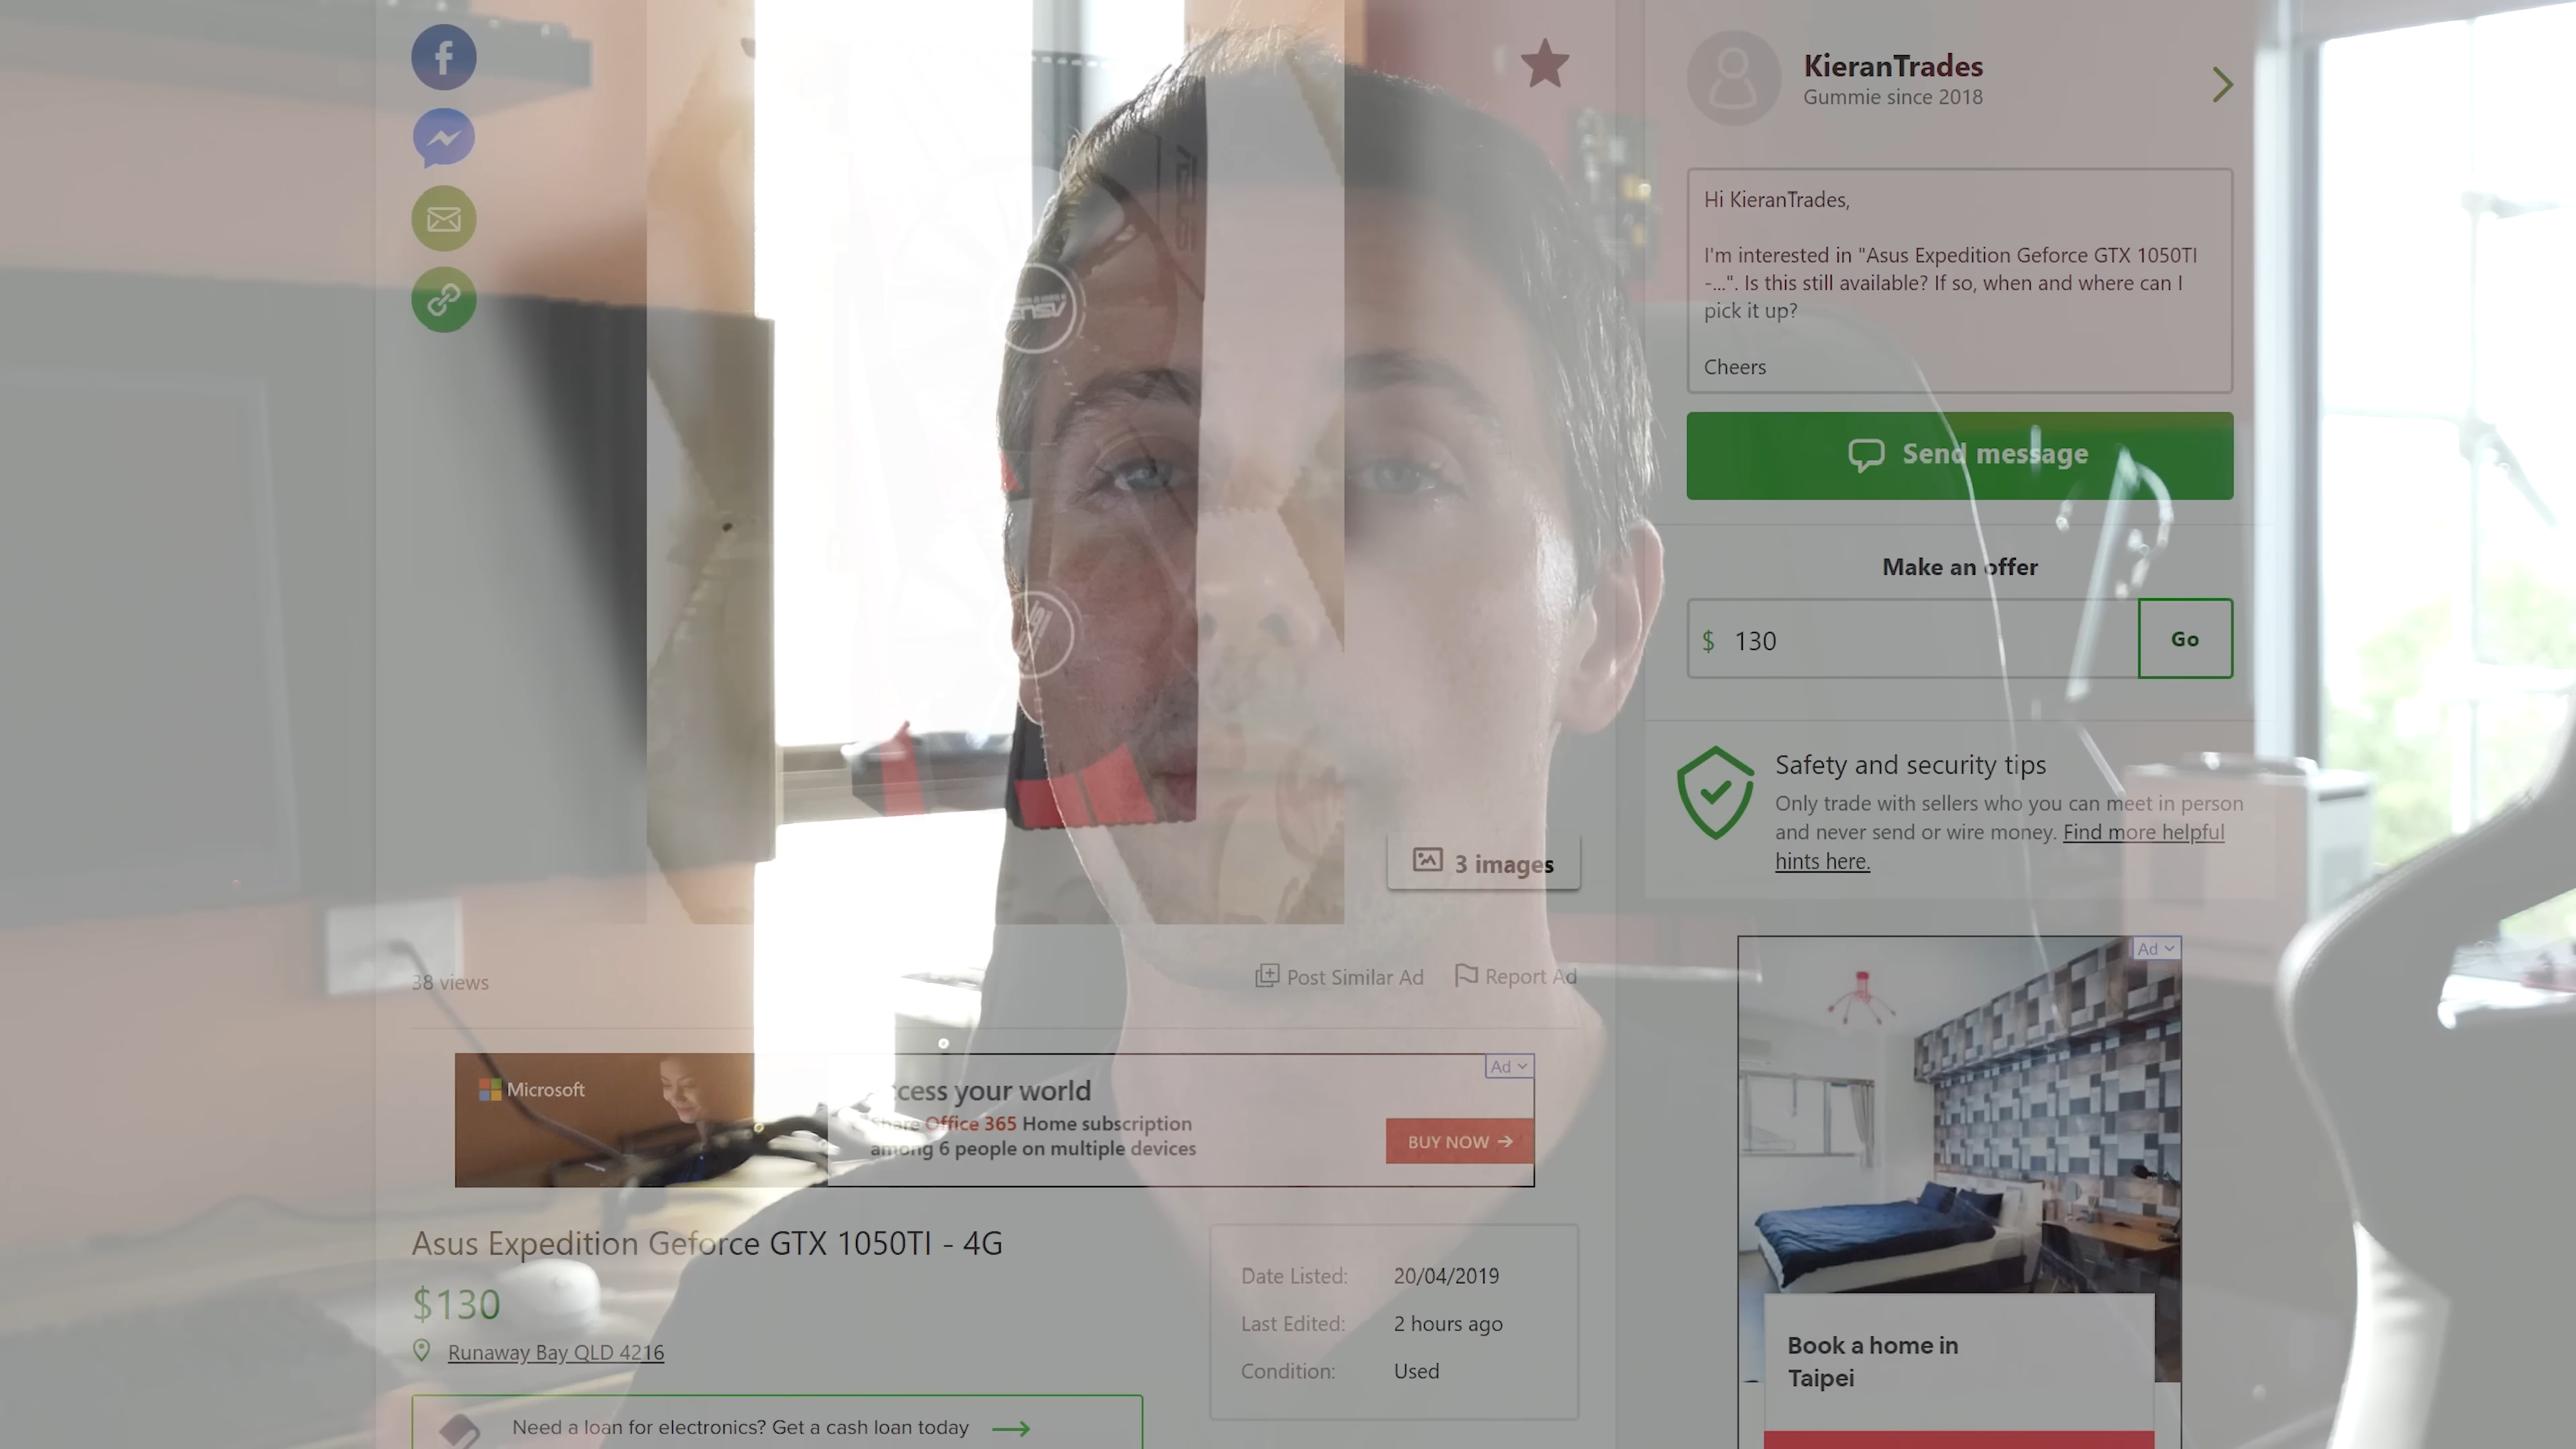 KieranTrades
Gummie since 2018
Hi KieranTrades,
I'm interested in "Asus Expedition Geforce GTX 1050TI
-...". Is this still available? If so, when and where can I
pick it up?
Cheers
Send message
Make an offer
$ 130
Go
Safety and security tips
Only trade with sellers who you can meet in person
and never send or wire money. Find more helpful
hints here.
ASUS
3 images
38 views
Post Similar Ad
Report Ad
Ad
Microsoft
cess your world
Share Office 365 Home subscription
among 6 people on multiple devices
BUY NOW
Ad
Asus Expedition Geforce GTX 1050TI - 4G
$130
Runaway Bay QLD 4216
Date Listed: 20/04/2019
Last Edited: 2 hours ago
Condition: Used
Need a loan for electronics? Get a cash loan today
Book a home in
Taipei